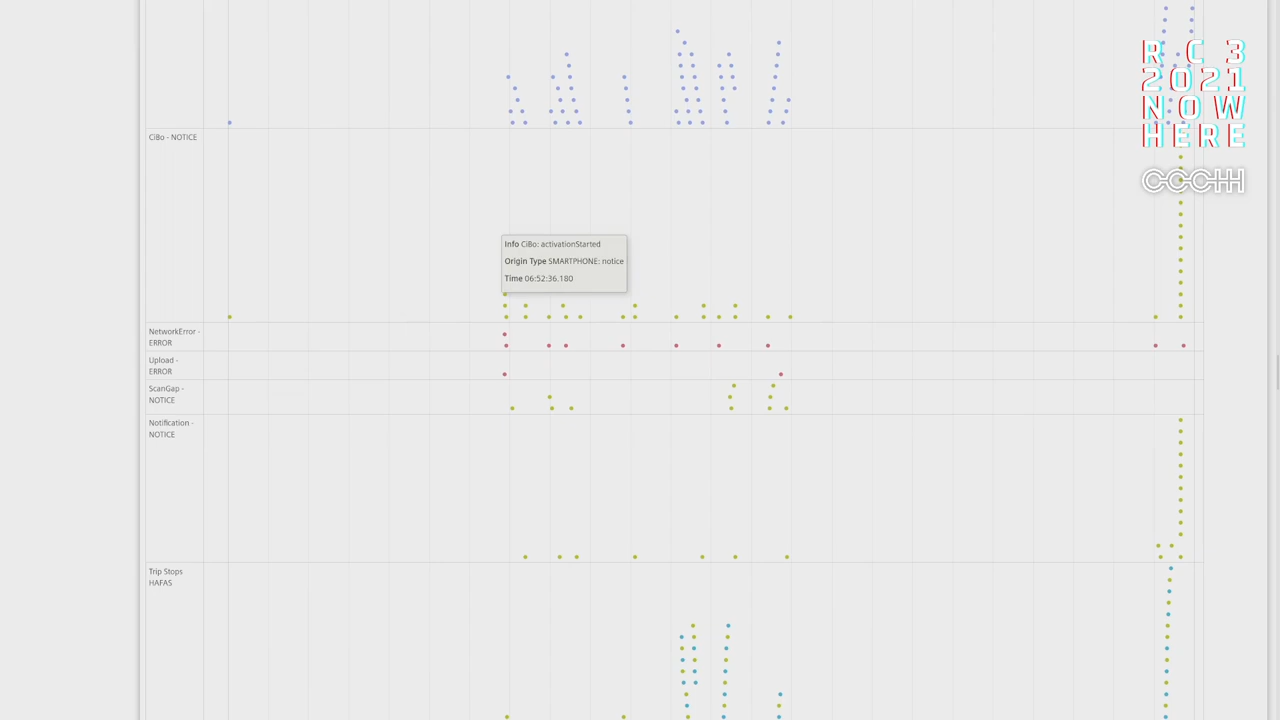 R C 3
2021
NOW
HERE
CCCHH
CiBo - NOTICE
Info CiBo: activationStarted
Origin Type SMARTPHONE: notice
Time 06:52:36.180
NetworkError -
ERROR
Upload -
ERROR
ScanGap -
NOTICE
Notification -
NOTICE
Trip Stops
HAFAS